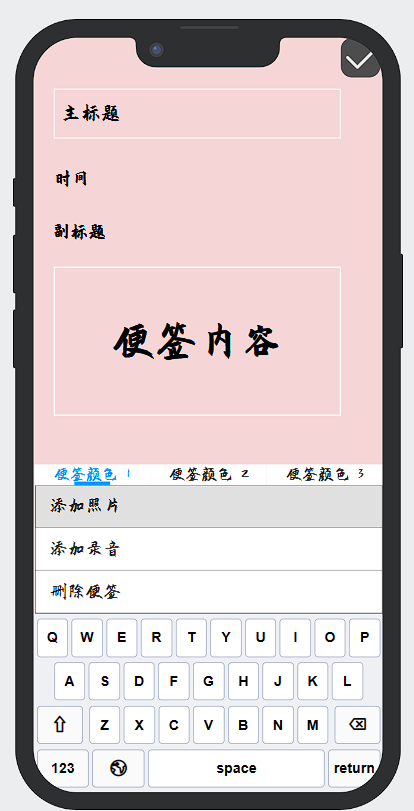 主标题
时间
副标题
便签内容
便签颜色 1 便签颜色 2 便签颜色 3
添加照片
添加录音
删除便签
Q W E R T Y U I O P
A S D F G H J K L
Z X C V B N M
123 space return